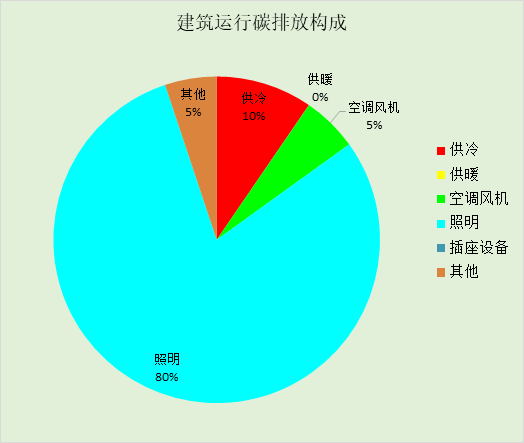 建筑运行碳排放构成
其他
5%
供冷
10%
供暖
0%
空调风机
5%
照明
80%
供冷
供暖
空调风机
照明
插座设备
其他